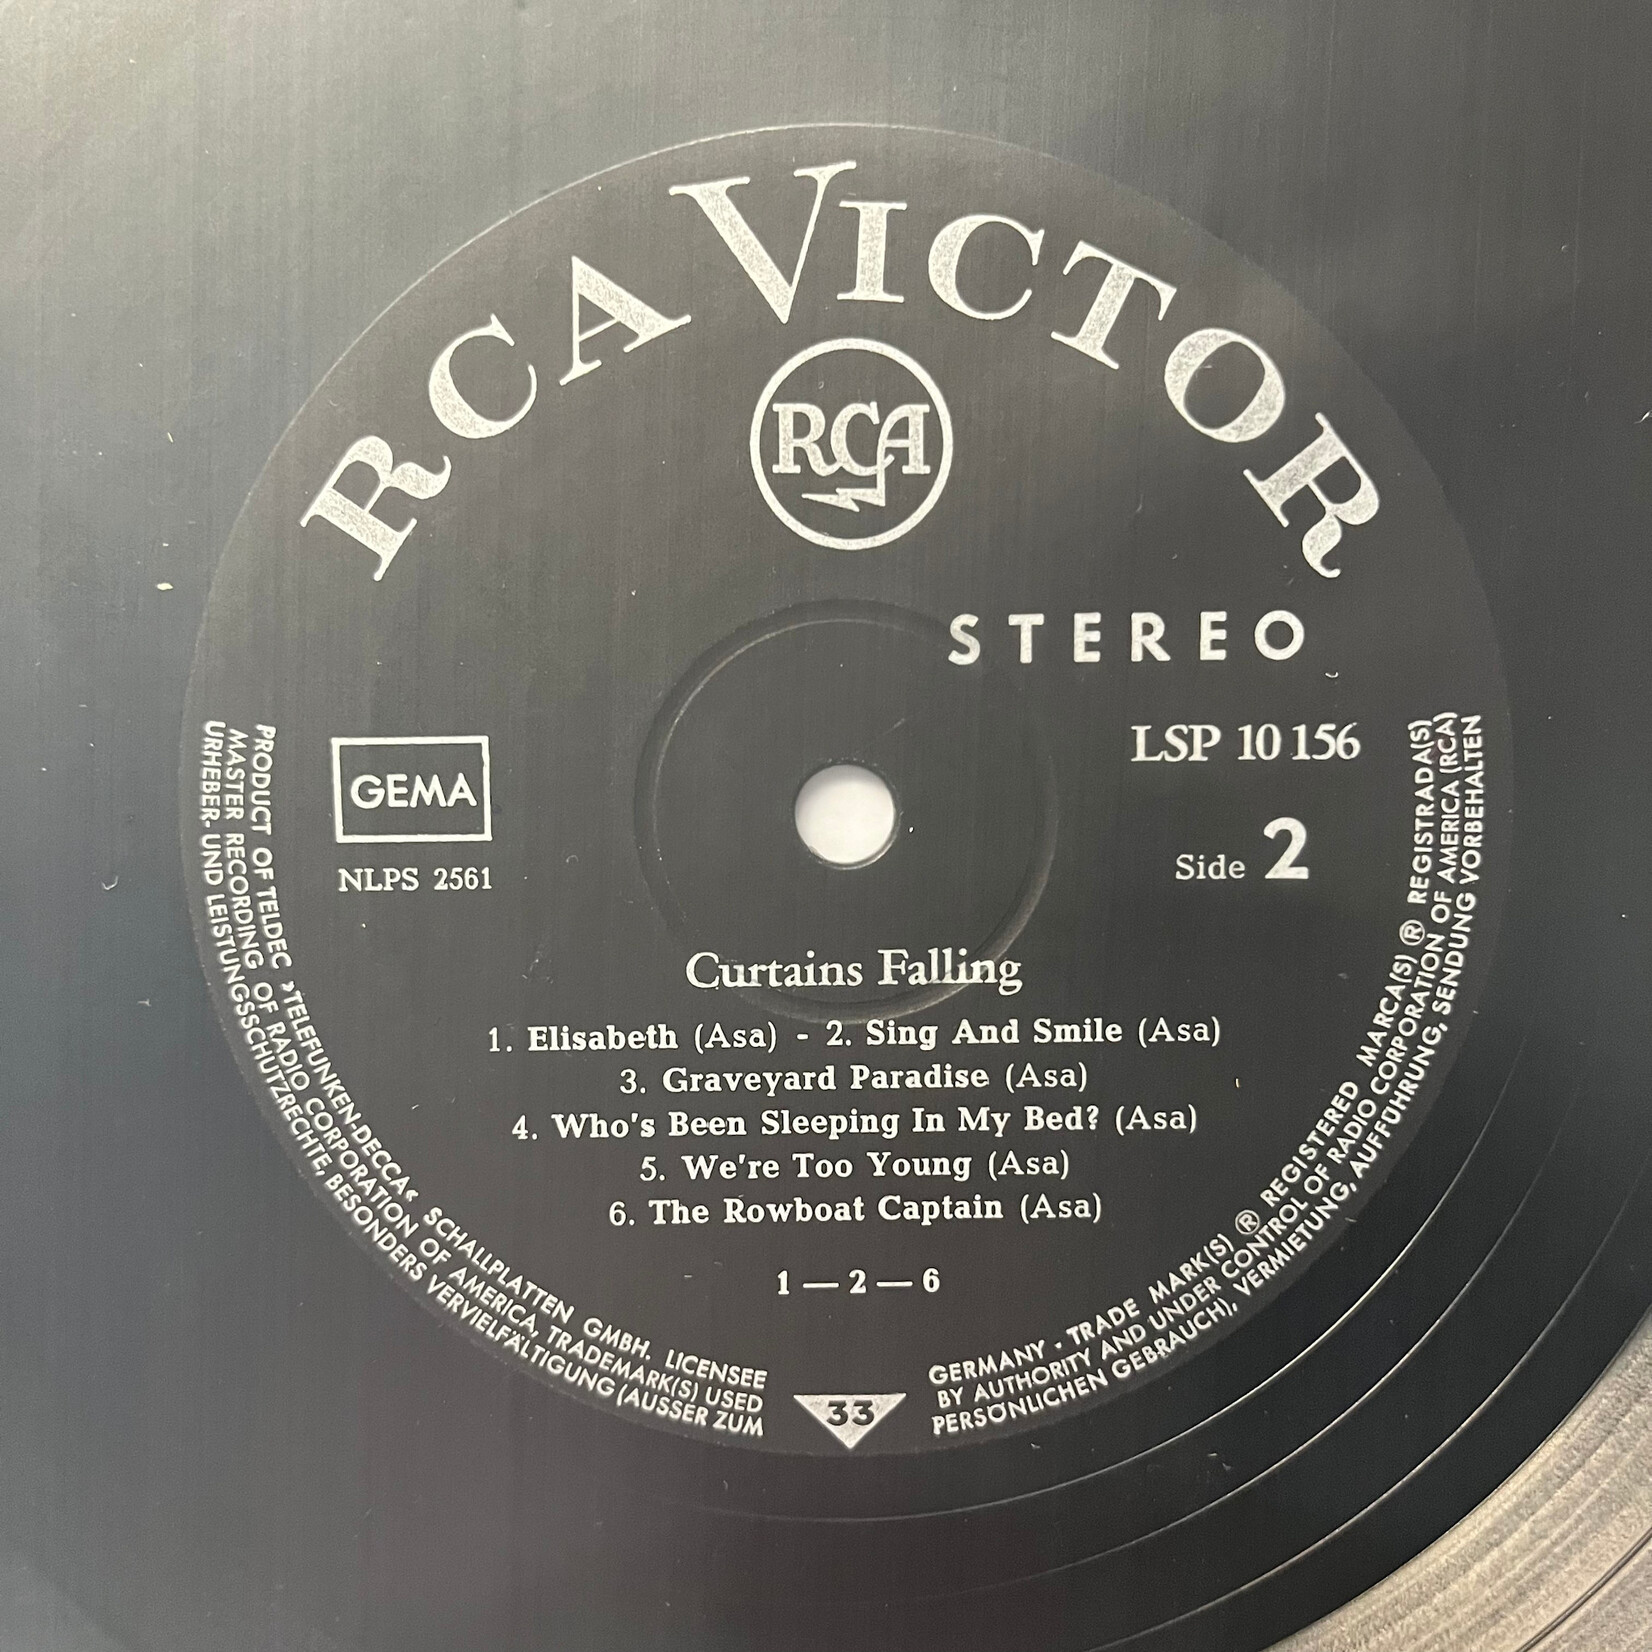 RCA VICTOR
RCA
STEREO
GEMA
NLPS 2561
LSP 10 156
Side 2
Curtains Falling
1. Elisabeth (Asa) - 2. Sing And Smile (Asa)
3. Graveyard Paradise (Asa)
4. Who's Been Sleeping In My Bed? (Asa)
5. We're Too Young (Asa)
6. The Rowboat Captain (Asa)
1 — 2 — 6
33
PRODUCT OF TELDEC »TELEFUNKEN-DECCA« SCHALLPLATTEN GMBH. LICENSEE
MASTER RECORDING OF RADIO CORPORATION OF AMERICA, TRADEMARK(S) USED
URHEBER- UND LEISTUNGSSCHUTZRECHTE, BESONDERS VERVIELFÄLTIGUNG (AUSSER ZUM
GERMANY · TRADE MARK(S) ® REGISTERED MARCA(S) ® REGISTRADA(S)
BY AUTHORITY AND UNDER CONTROL OF RADIO CORPORATION OF AMERICA (RCA)
PERSÖNLICHEN GEBRAUCH), VERMIETUNG, AUFFÜHRUNG, SENDUNG VORBEHALTEN